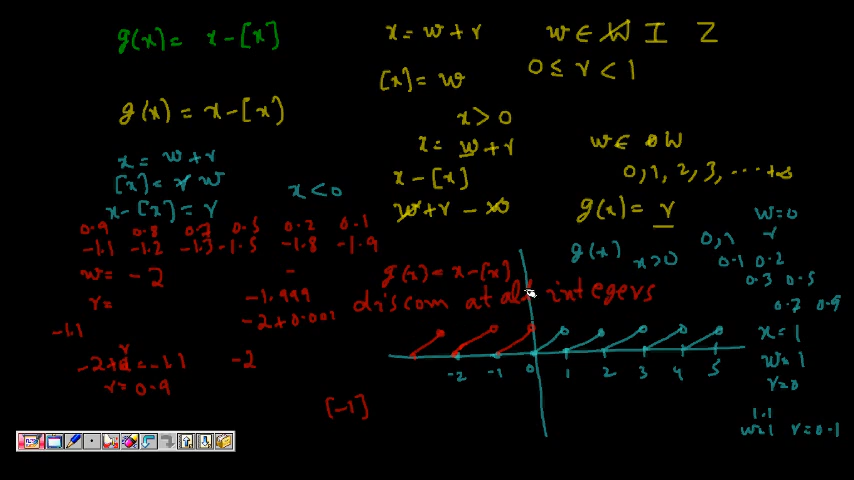 g(x) = x-[x]
x = w+r
w ∈ W I Z
0 ≤ r < 1
[x] = w
g(x) = x-[x]
x > 0
x = w+r
w ∈ W
x-[x]
0, 1, 2, 3, .....+∞
w+r - w
g(x) = r
x = w+r
[x] = r w
x < 0
x-[x] = r
0.9 0.8 0.7 0.5 0.2 0.1
-1.1 -1.2 -1.3 -1.5 -1.8 -1.9
w = -2
-
r =
-1.999
-2+0.001
-1.1
-2+r = -1.1
-2
r = 0.9
[-1]
g(x) x>0
0,1
w=0
r
0.1 0.2
0.3 0.5
0.7 0.9
x = 1
w=1
r=0
1.1
w=1 r=0.1
g(x) = x-[x]
discom at all integers
-2 -1 0 1 2 3 4 5